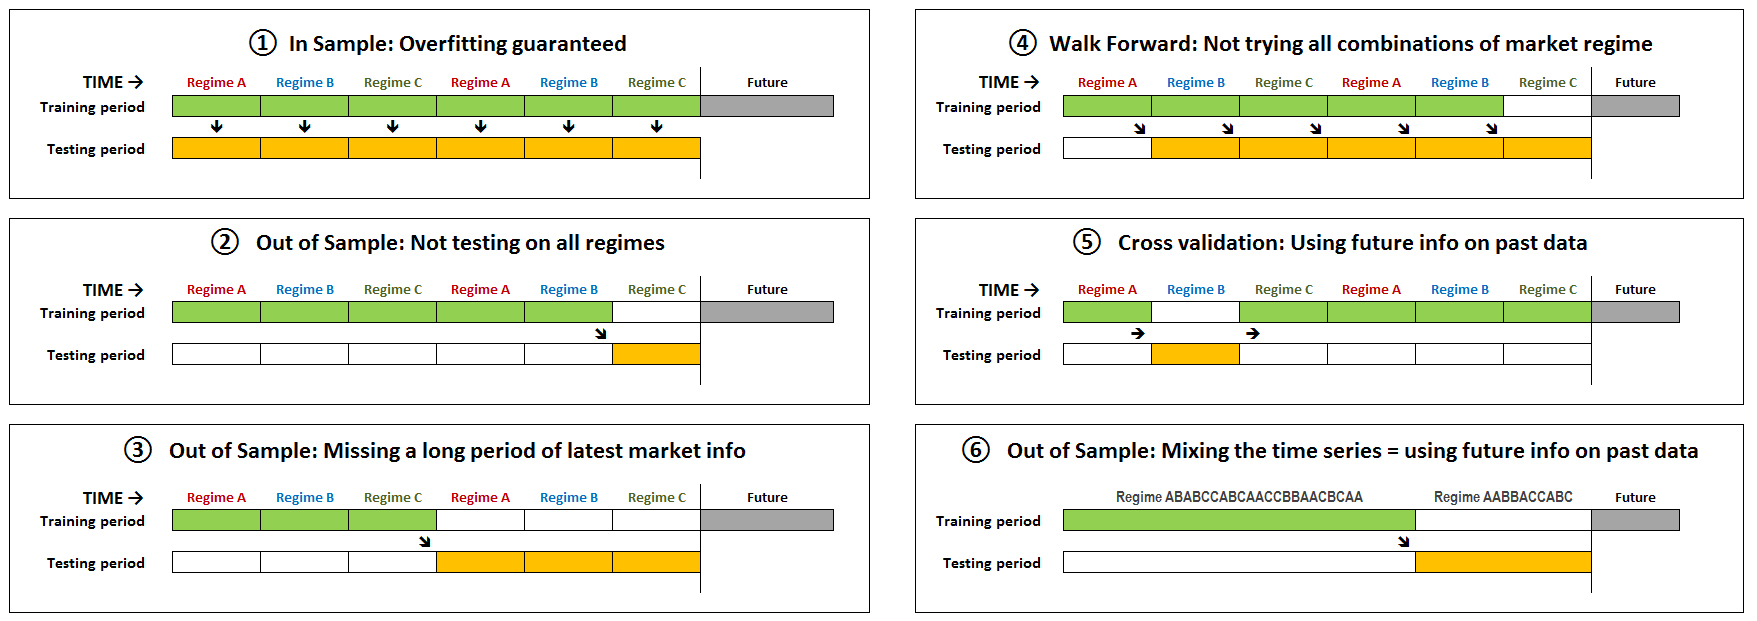 ① In Sample: Overfitting guaranteed
TIME → Regime A Regime B Regime C Regime A Regime B Regime C Future
Training period
Testing period
② Out of Sample: Not testing on all regimes
TIME → Regime A Regime B Regime C Regime A Regime B Regime C Future
Training period
Testing period
③ Out of Sample: Missing a long period of latest market info
TIME → Regime A Regime B Regime C Regime A Regime B Regime C Future
Training period
Testing period
④ Walk Forward: Not trying all combinations of market regime
TIME → Regime A Regime B Regime C Regime A Regime B Regime C Future
Training period
Testing period
⑤ Cross validation: Using future info on past data
TIME → Regime A Regime B Regime C Regime A Regime B Regime C Future
Training period
Testing period
⑥ Out of Sample: Mixing the time series = using future info on past data
Regime ABABCCABCAACCBBAACBCAA Regime AABBACCABC Future
Training period
Testing period